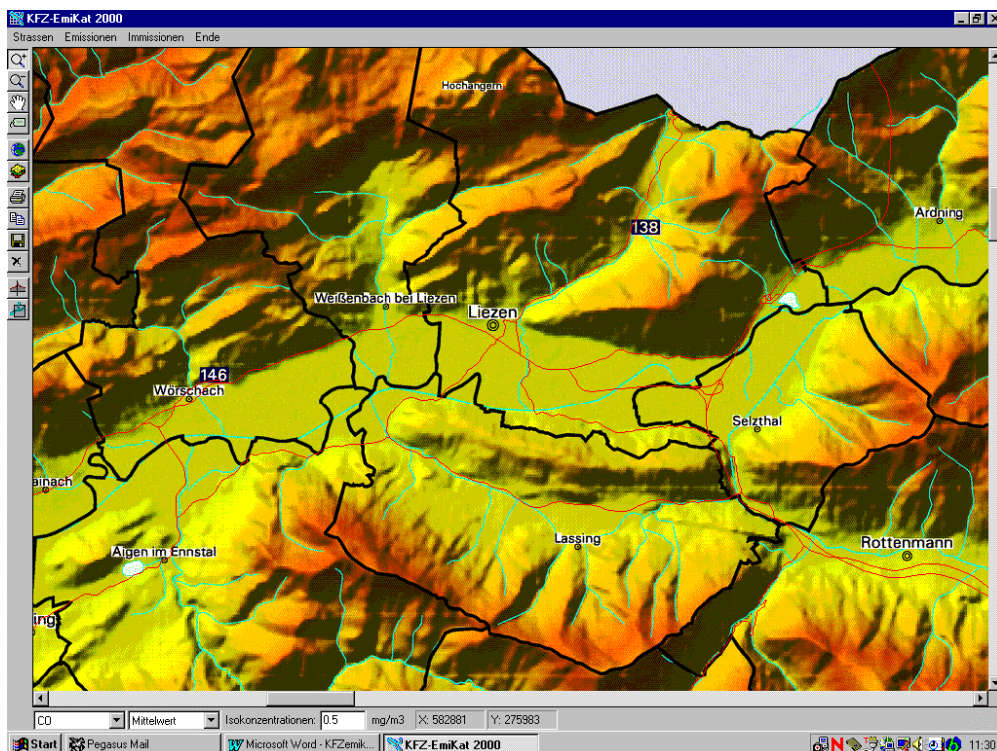 KFZ-EmiKat 2000
Strassen Emissionen Immissionen Ende
Hochangern
Ardning
138
Weißenbach bei Liezen
Liezen
146
Wörschach
Selzthal
ainach
Aigen im Ennstal
Lassing
Rottenmann
ing
CO Mittelwert Isokonzentrationen: 0.5 mg/m3 X: 582881 Y: 275983
Start Pegasus Mail Microsoft Word - KFZemik... KFZ-EmiKat 2000 11:30